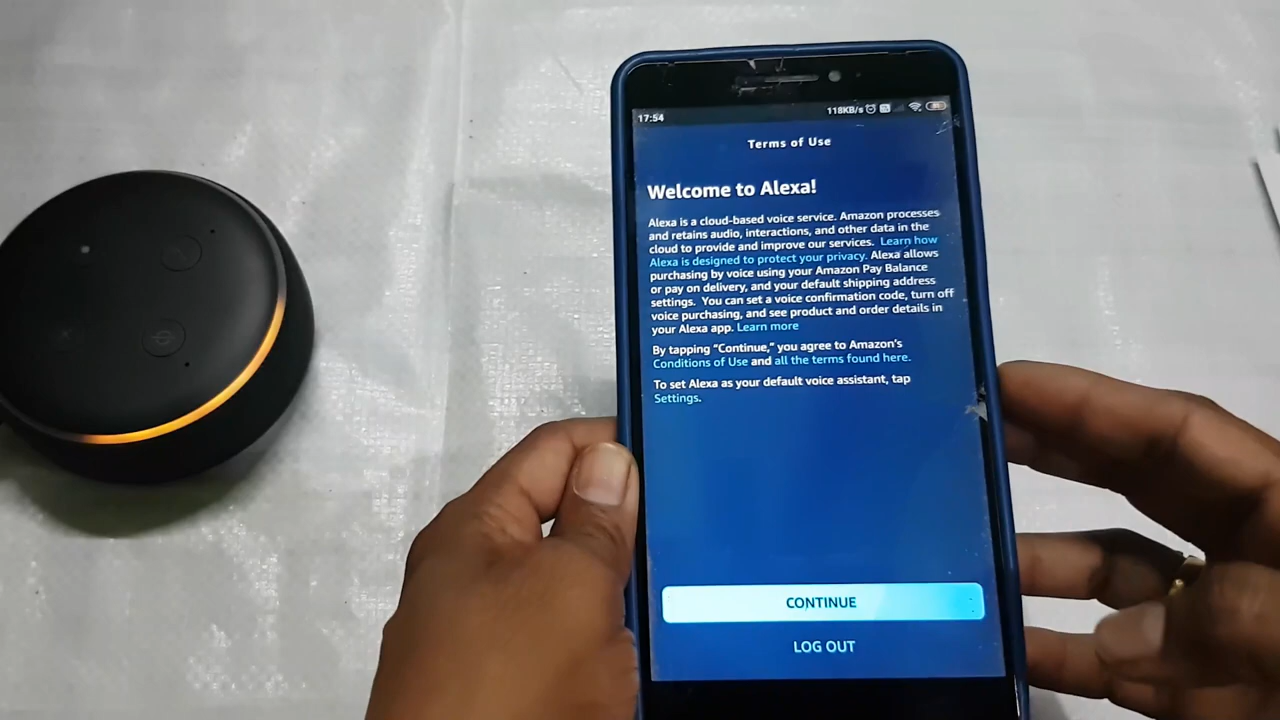 17:54
118KB/s
Terms of Use
Welcome to Alexa!
Alexa is a cloud-based voice service. Amazon processes
and retains audio, interactions, and other data in the
cloud to provide and improve our services. Learn how
Alexa is designed to protect your privacy. Alexa allows
purchasing by voice using your Amazon Pay Balance
or pay on delivery, and your default shipping address
settings. You can set a voice confirmation code, turn off
voice purchasing, and see product and order details in
your Alexa app. Learn more
By tapping “Continue,” you agree to Amazon's
Conditions of Use and all the terms found here.
To set Alexa as your default voice assistant, tap
Settings.
CONTINUE
LOG OUT